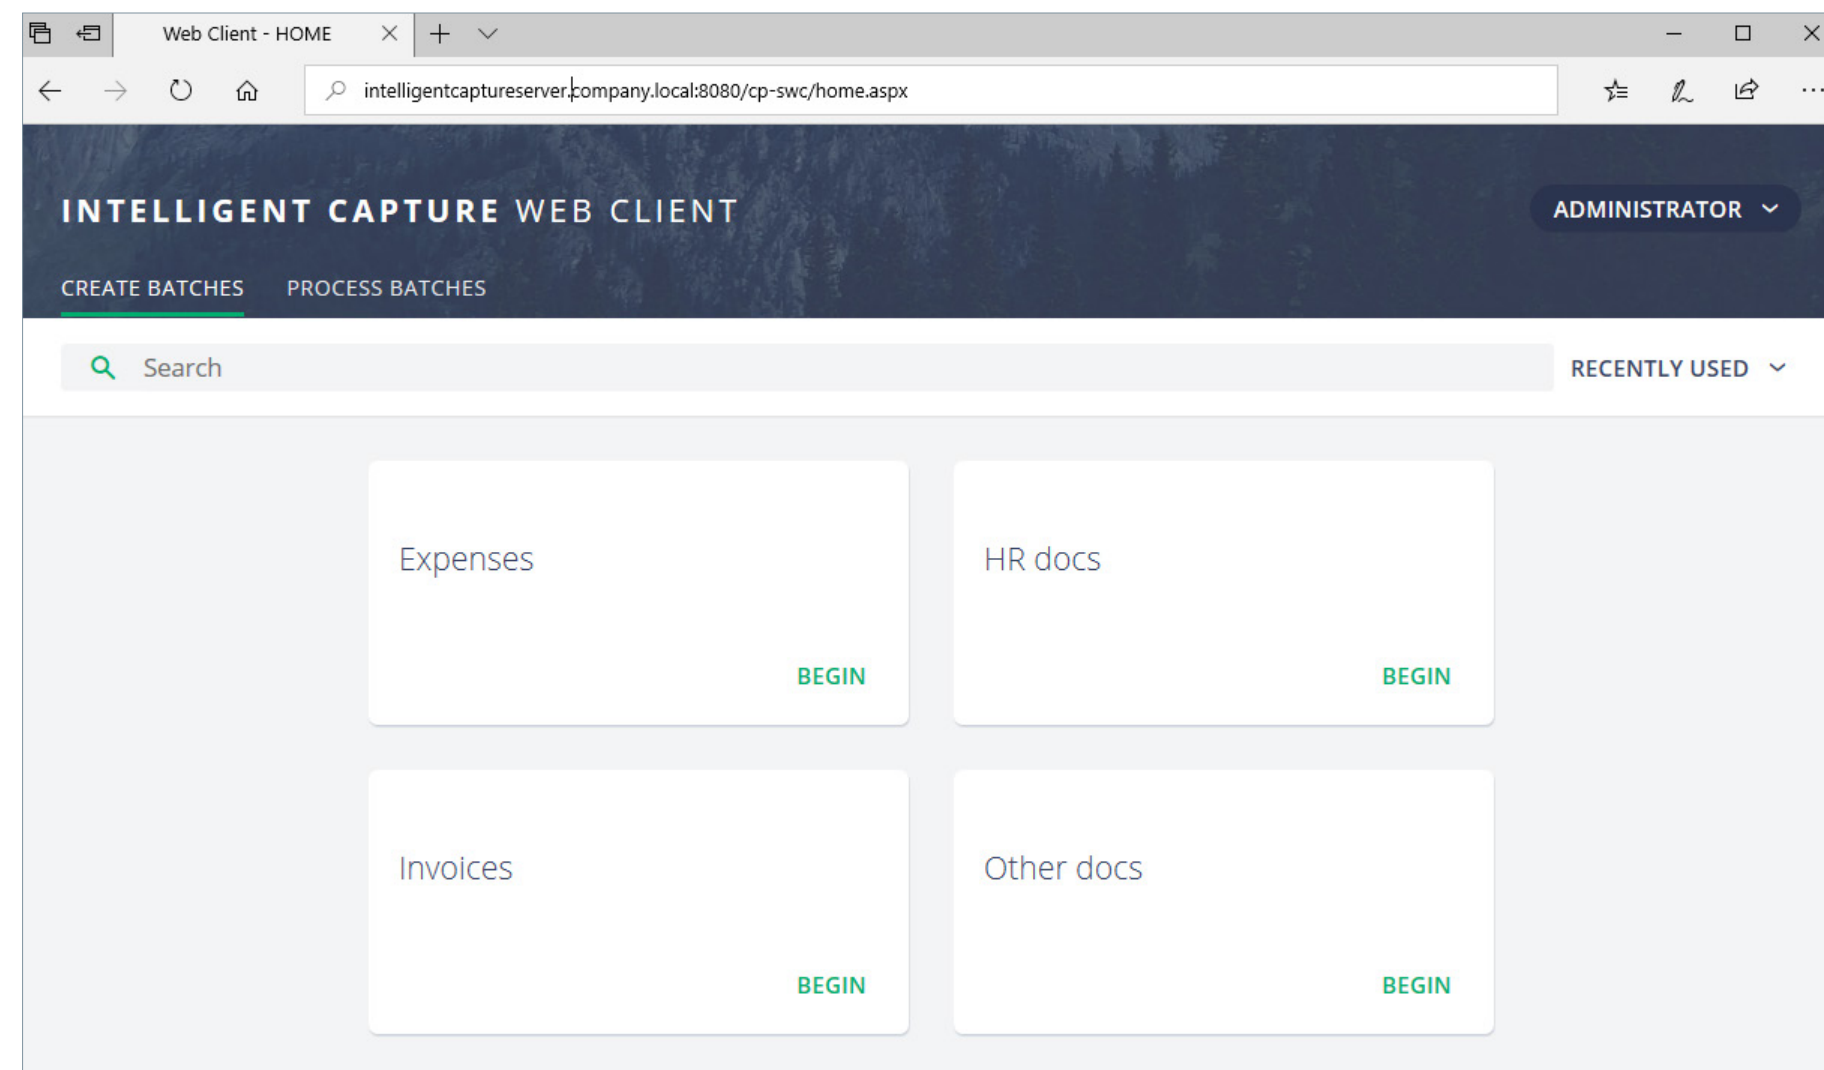 Web Client - HOME
intelligentcaptureserver.company.local:8080/cp-swc/home.aspx
INTELLIGENT CAPTURE WEB CLIENT
ADMINISTRATOR
CREATE BATCHES PROCESS BATCHES
Search
RECENTLY USED
Expenses
BEGIN
HR docs
BEGIN
Invoices
BEGIN
Other docs
BEGIN